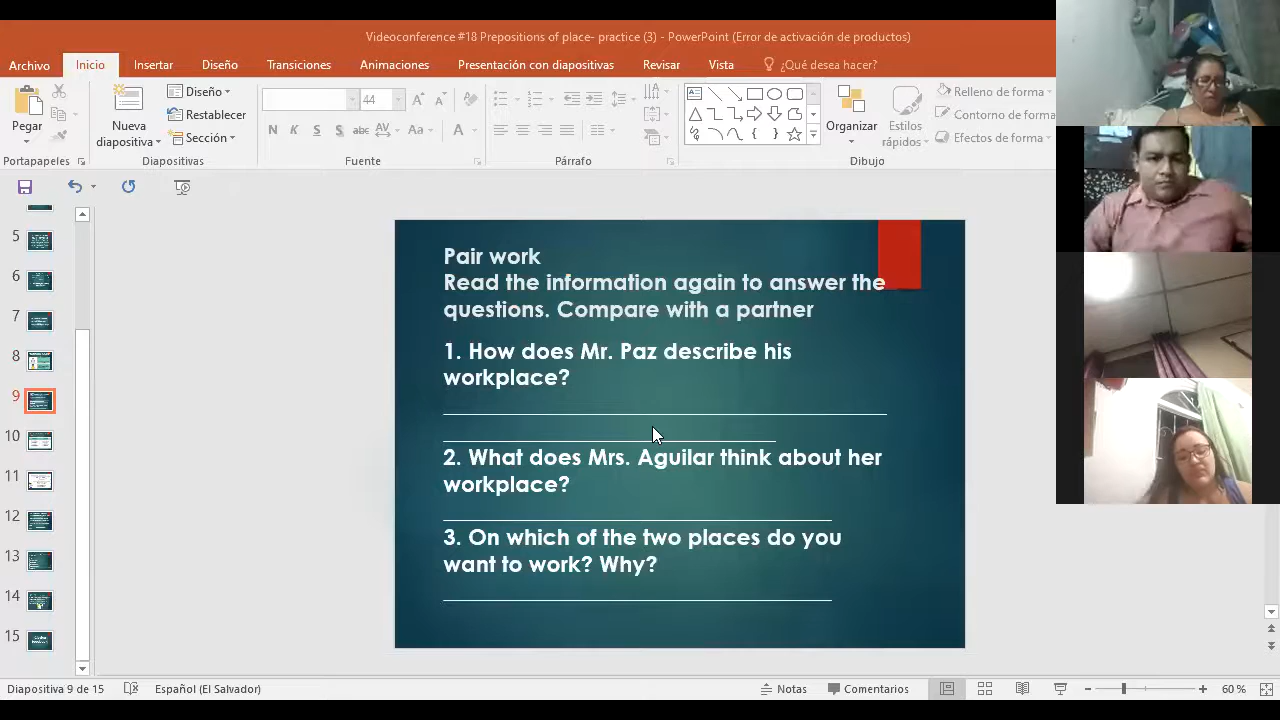 Videoconference #18 Prepositions of place- practice (3) - PowerPoint (Error de activación de productos)
Archivo Inicio Insertar Diseño Transiciones Animaciones Presentación con diapositivas Revisar Vista ¿Qué desea hacer?
Pegar
Portapapeles
Nueva diapositiva
Diseño
Restablecer
Sección
Diapositivas
44
N K S S abc AV Aa A
Fuente
Párrafo
Organizar
Estilos rápidos
Relleno de forma
Contorno de forma
Efectos de forma
Dibujo
5
6
7
8
9
10
11
12
13
14
15
Pair work
Read the information again to answer the
questions. Compare with a partner
1. How does Mr. Paz describe his
workplace?
2. What does Mrs. Aguilar think about her
workplace?
3. On which of the two places do you
want to work? Why?
Diapositiva 9 de 15 Español (El Salvador) Notas Comentarios 60 %